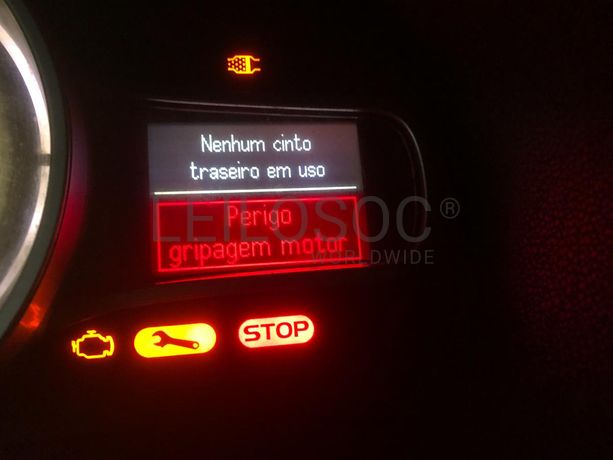 Nenhum cinto
traseiro em uso
Perigo
gripagem motor
LEILOSOC®
WORLDWIDE
STOP